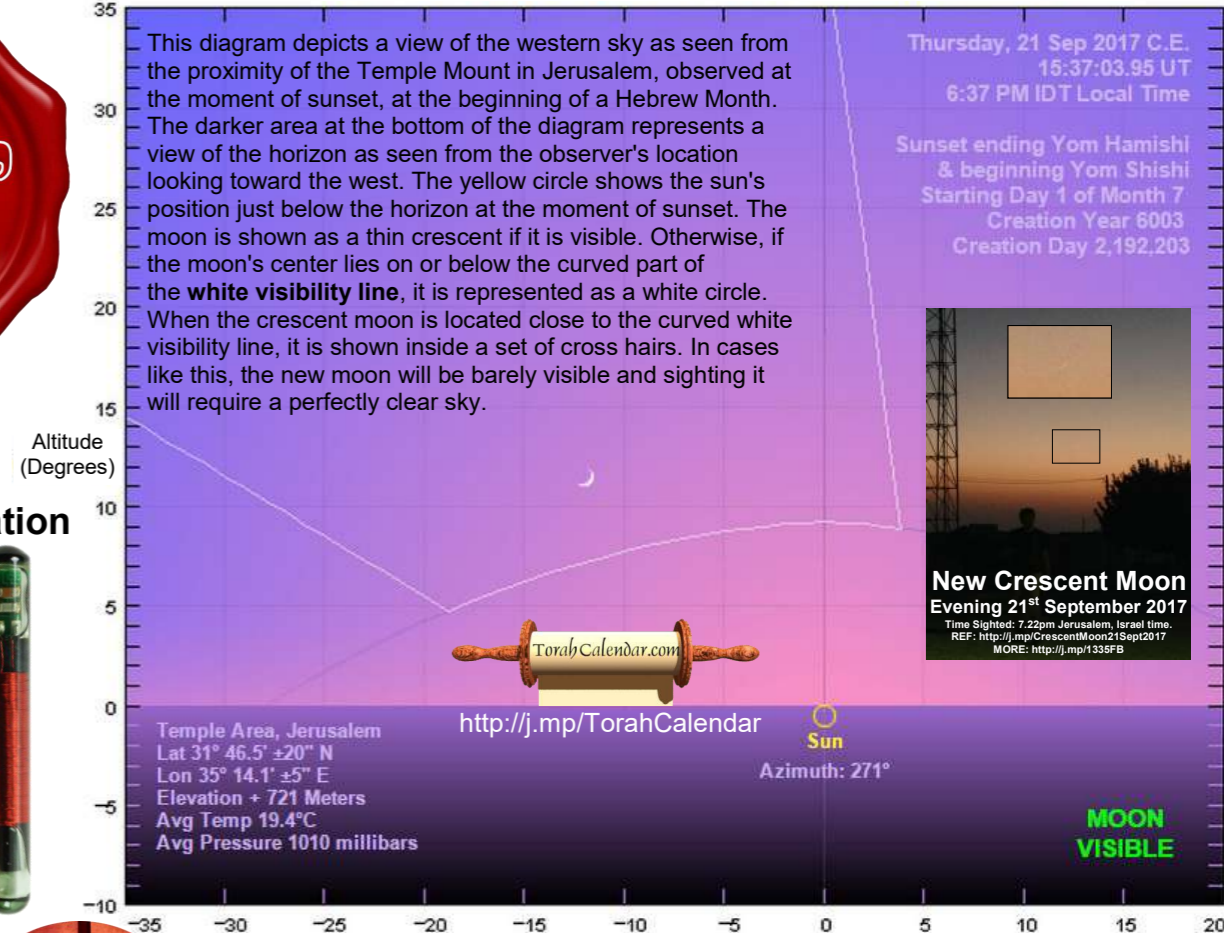 This diagram depicts a view of the western sky as seen from
the proximity of the Temple Mount in Jerusalem, observed at
the moment of sunset, at the beginning of a Hebrew Month.
The darker area at the bottom of the diagram represents a
view of the horizon as seen from the observer's location
looking toward the west. The yellow circle shows the sun's
position just below the horizon at the moment of sunset. The
moon is shown as a thin crescent if it is visible. Otherwise, if
the moon's center lies on or below the curved part of
the white visibility line, it is represented as a white circle.
When the crescent moon is located close to the curved white
visibility line, it is shown inside a set of cross hairs. In cases
like this, the new moon will be barely visible and sighting it
will require a perfectly clear sky.
Thursday, 21 Sep 2017 C.E.
15:37:03.95 UT
6:37 PM IDT Local Time
Sunset ending Yom Hamishi
& beginning Yom Shishi
Starting Day 1 of Month 7
Creation Year 6003
Creation Day 2,192,203
35
30
25
20
15
10
5
0
−5
−10
Altitude
(Degrees)
New Crescent Moon
Evening 21st September 2017
Time Sighted: 7.22pm Jerusalem, Israel time.
REF: http://j.mp/CrescentMoon21Sept2017
MORE: http://j.mp/1335FB
TorahCalendar.com
http://j.mp/TorahCalendar
Sun
Azimuth: 271°
Temple Area, Jerusalem
Lat 31° 46.5' ±20" N
Lon 35° 14.1' ±5" E
Elevation + 721 Meters
Avg Temp 19.4°C
Avg Pressure 1010 millibars
MOON
VISIBLE
−35 −30 −25 −20 −15 −10 −5 0 5 10 15 20